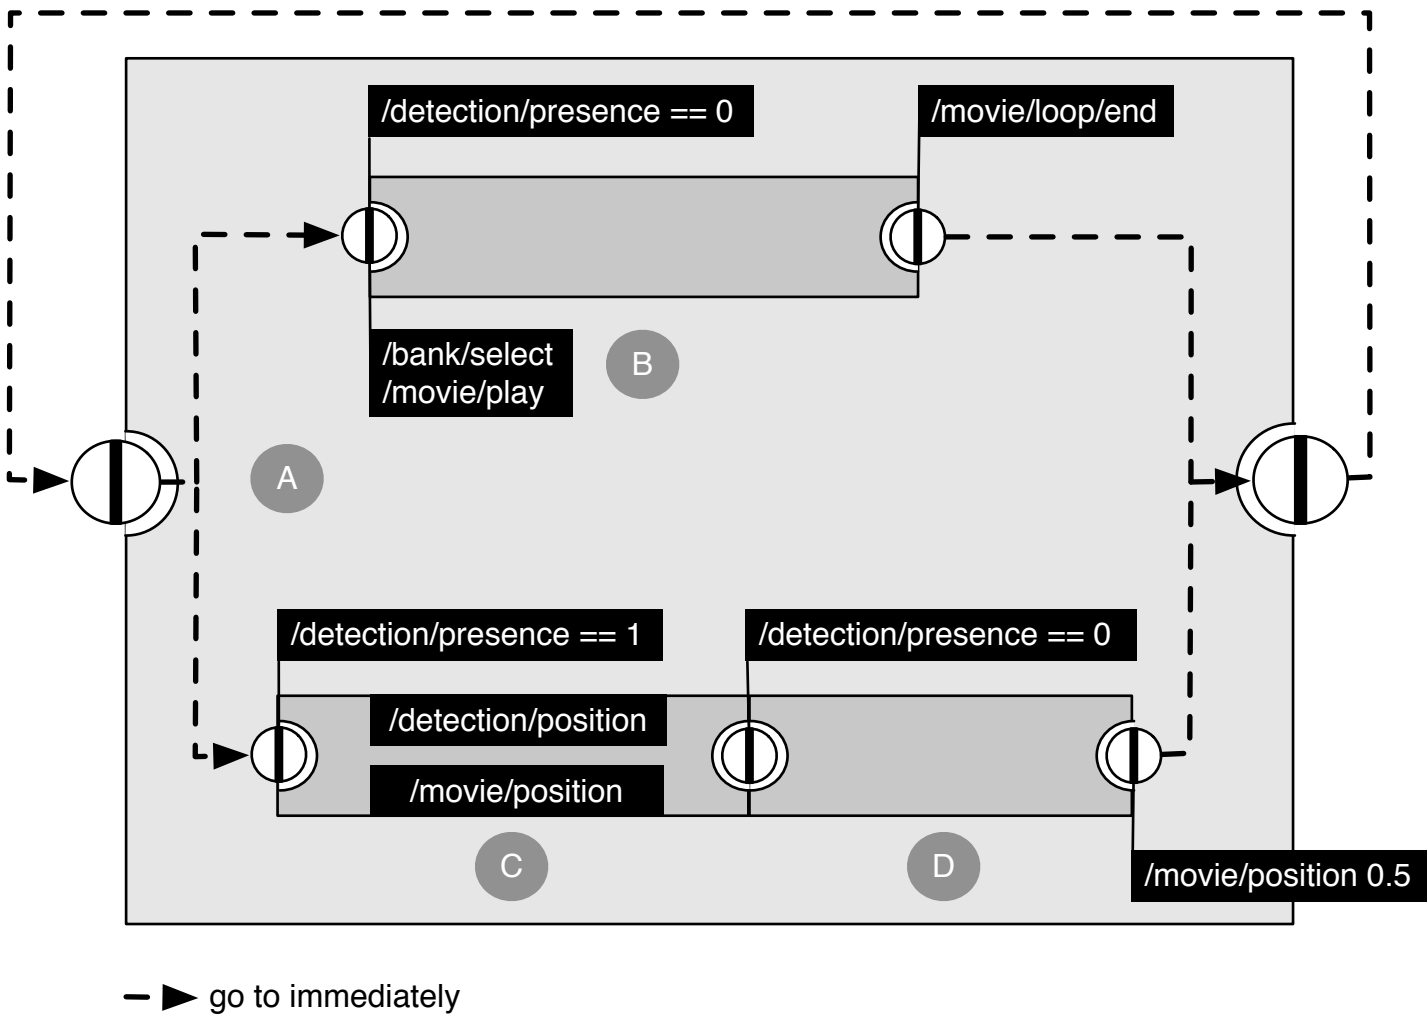 /detection/presence == 0
/movie/loop/end
/bank/select
/movie/play
B
A
/detection/presence == 1
/detection/presence == 0
/detection/position
/movie/position
C
D
/movie/position 0.5
go to immediately